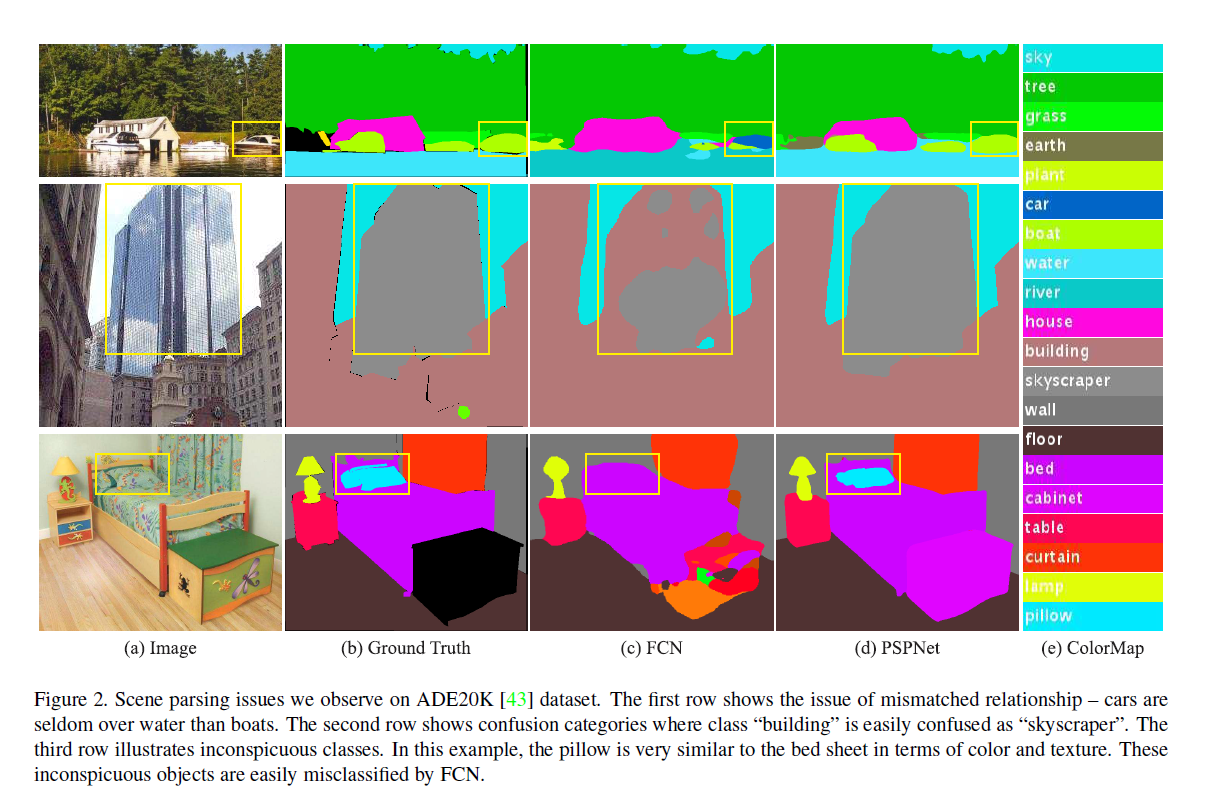 sky
tree
grass
earth
plant
car
boat
water
river
house
building
skyscraper
wall
floor
bed
cabinet
table
curtain
lamp
pillow
(a) Image
(b) Ground Truth
(c) FCN
(d) PSPNet
(e) ColorMap
Figure 2. Scene parsing issues we observe on ADE20K [43] dataset. The first row shows the issue of mismatched relationship – cars are
seldom over water than boats. The second row shows confusion categories where class “building” is easily confused as “skyscraper”. The
third row illustrates inconspicuous classes. In this example, the pillow is very similar to the bed sheet in terms of color and texture. These
inconspicuous objects are easily misclassified by FCN.